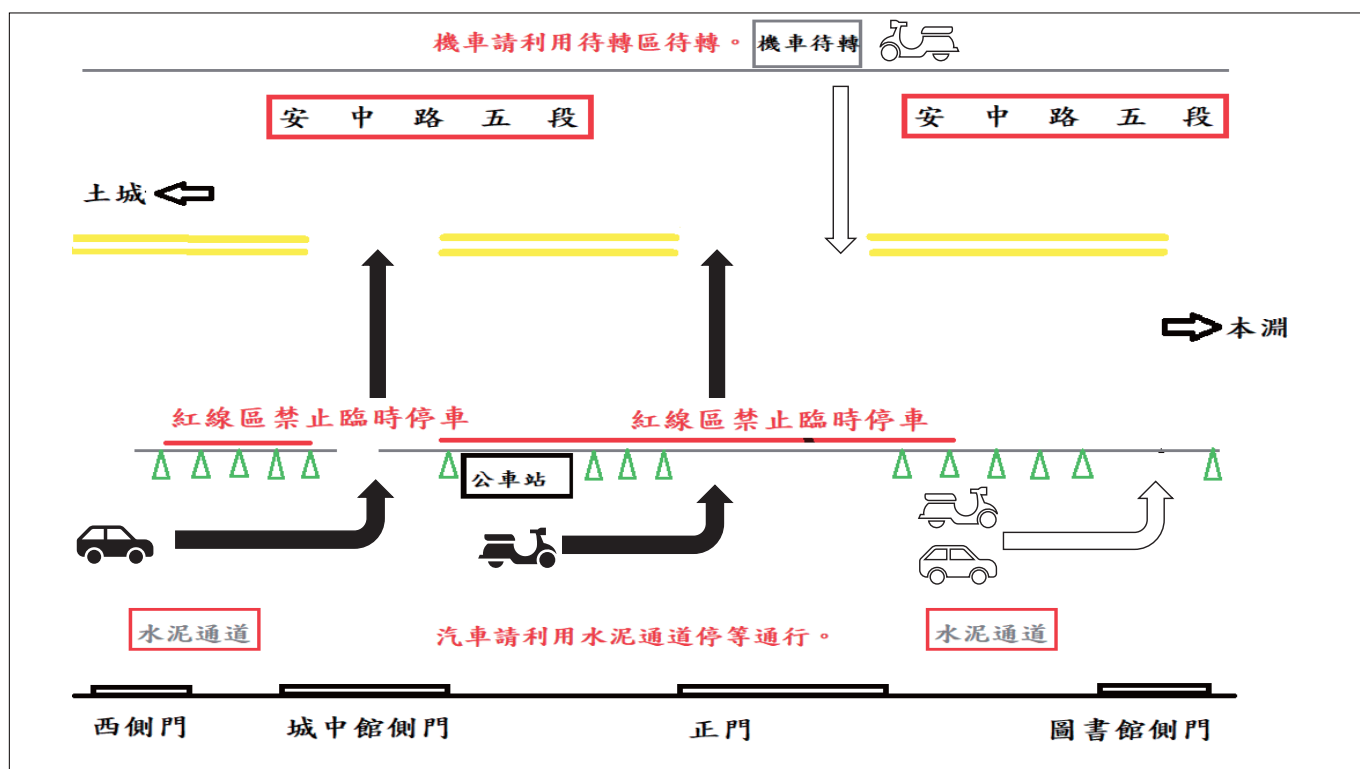 機車請利用待轉區待轉。 機車待轉
安中路五段 安中路五段
土城
本淵
紅線區禁止臨時停車 紅線區禁止臨時停車
公車站
水泥通道 汽車請利用水泥通道停等通行。 水泥通道
西側門 城中館側門 正門 圖書館側門